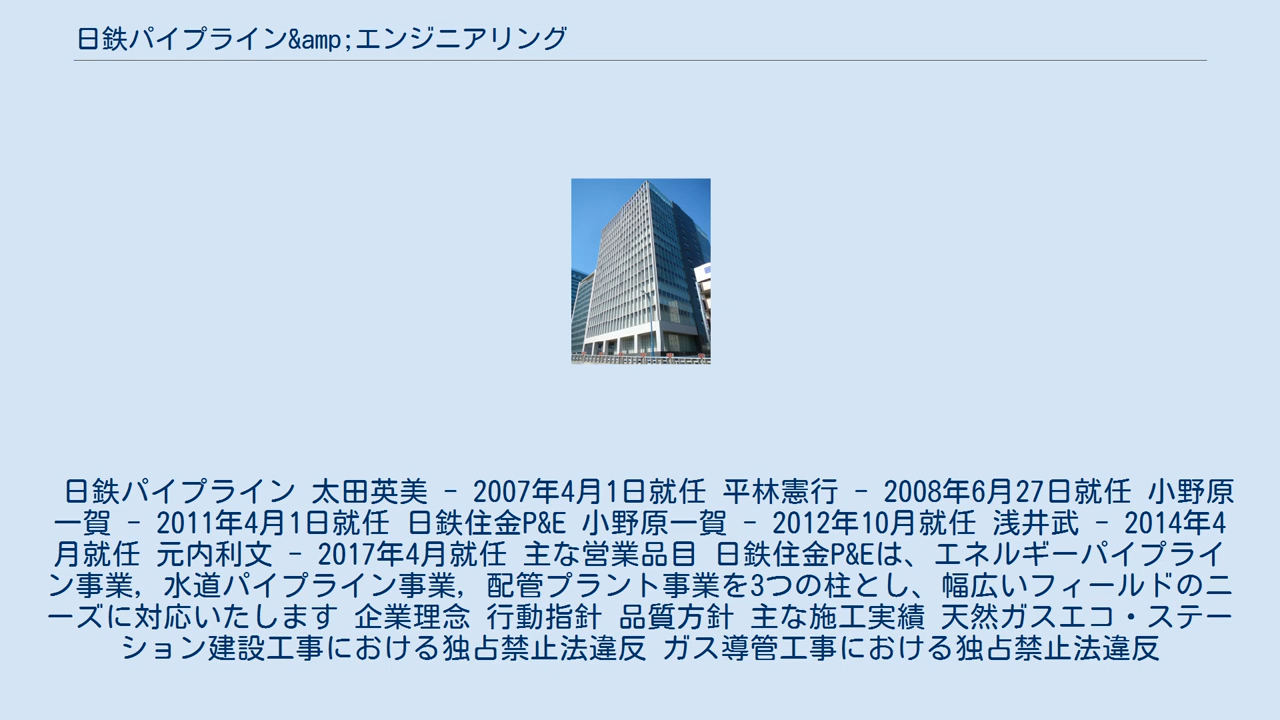 日鉄パイプライン&amp;エンジニアリング
日鉄パイプライン 太田英美 - 2007年4月1日就任 平林憲行 - 2008年6月27日就任 小野原
一賀 - 2011年4月1日就任 日鉄住金P&E 小野原一賀 - 2012年10月就任 浅井武 - 2014年4
月就任 元内利文 - 2017年4月就任 主な営業品目 日鉄住金P&Eは、エネルギーパイプライ
ン事業, 水道パイプライン事業, 配管プラント事業を3つの柱とし、幅広いフィールドのニ
ーズに対応いたします 企業理念 行動指針 品質方針 主な施工実績 天然ガスエコ・ステー
ション建設工事における独占禁止法違反 ガス導管工事における独占禁止法違反